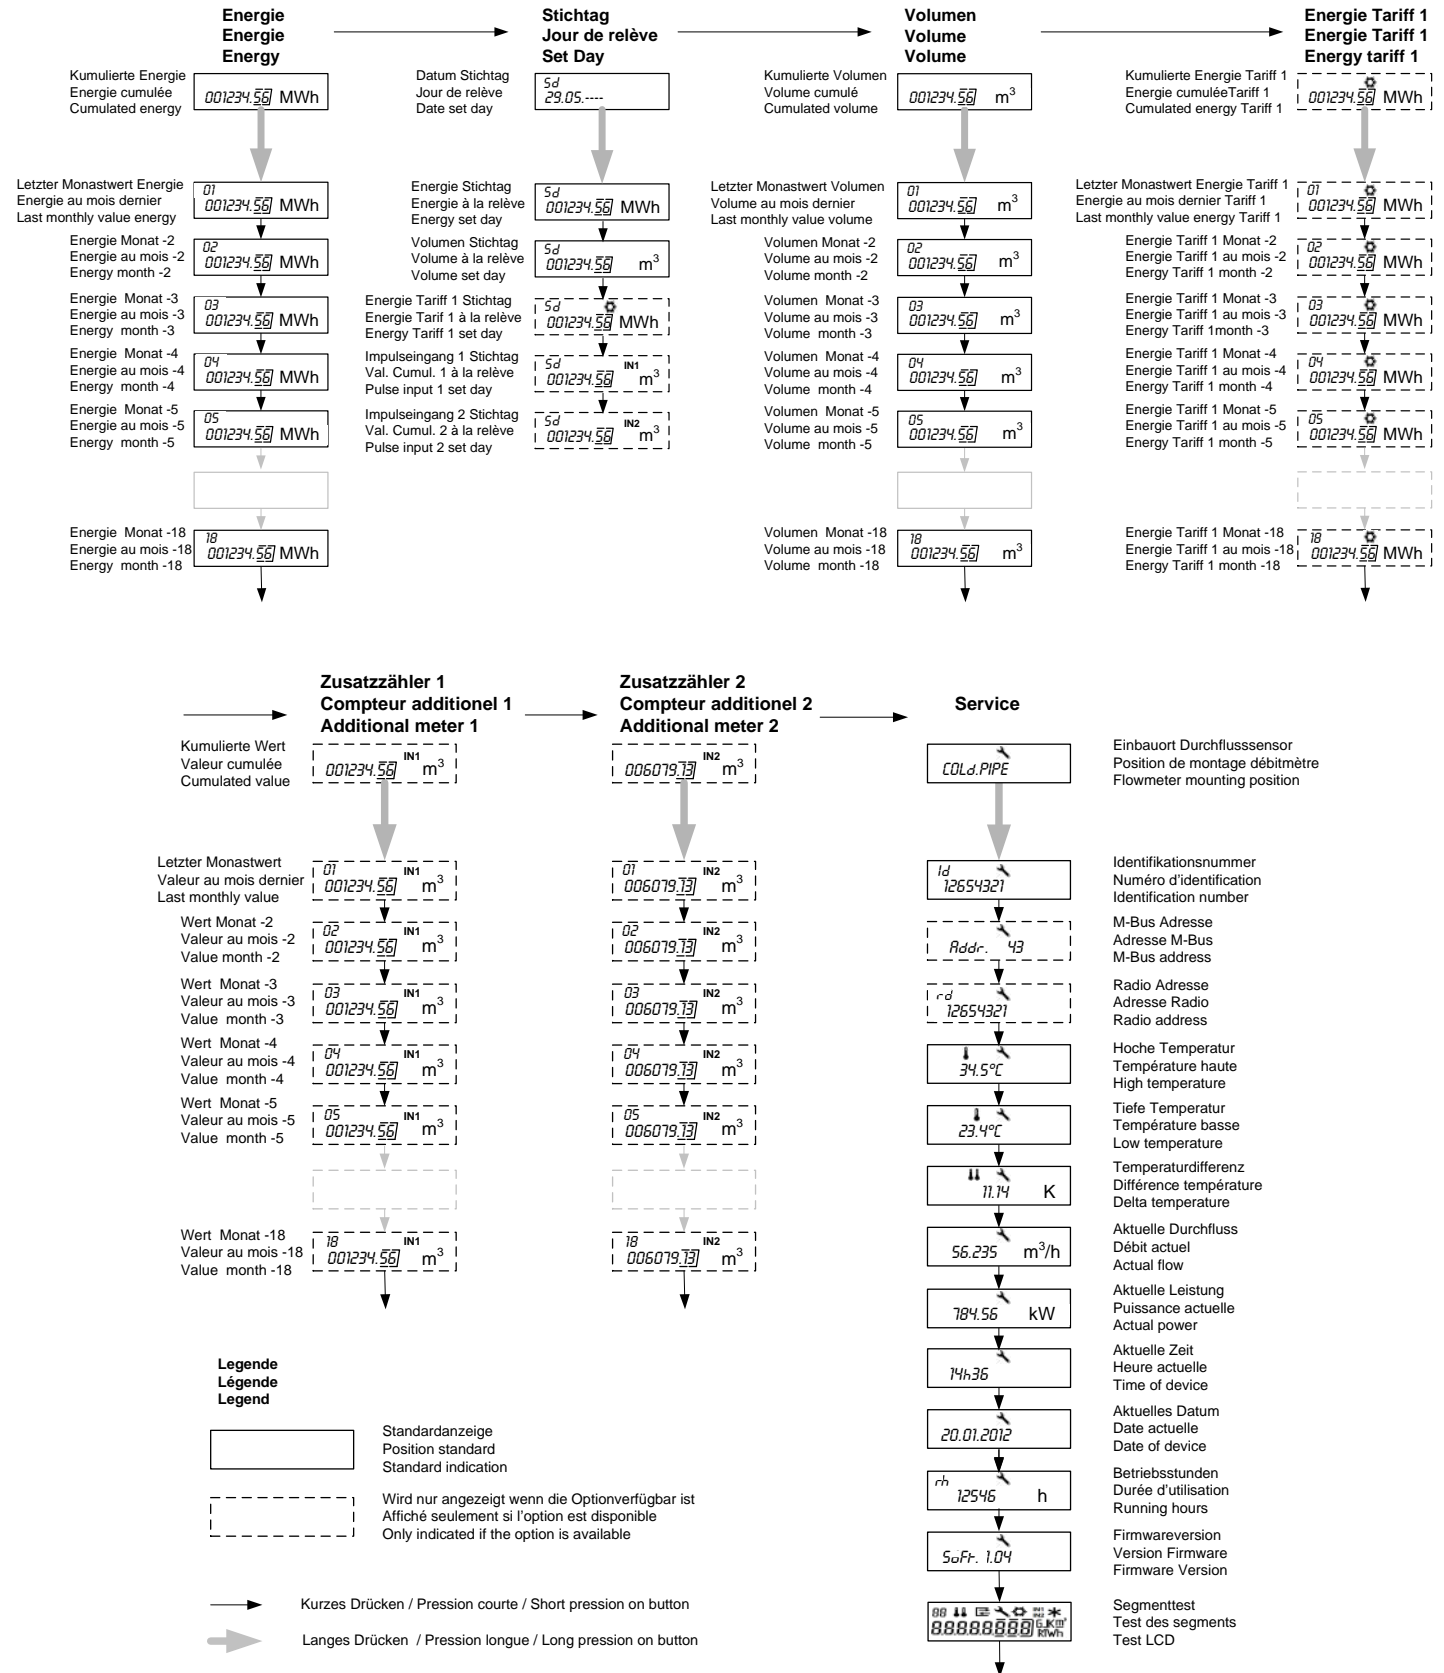 Energie
Energie
Energy
Kumulierte Energie
Energie cumulée
Cumulated energy
001234.56 MWh
Letzter Monastwert Energie
Energie au mois dernier
Last monthly value energy
01
001234.56 MWh
Energie Monat -2
Energie au mois -2
Energy month -2
02
001234.56 MWh
Energie Monat -3
Energie au mois -3
Energy month -3
03
001234.56 MWh
Energie Monat -4
Energie au mois -4
Energy month -4
04
001234.56 MWh
Energie Monat -5
Energie au mois -5
Energy month -5
05
001234.56 MWh
Energie Monat -18
Energie au mois -18
Energy month -18
18
001234.56 MWh
Stichtag
Jour de relève
Set Day
Datum Stichtag
Jour de relève
Date set day
Sd
29.05.----
Energie Stichtag
Energie à la relève
Energy set day
Sd
001234.56 MWh
Volumen Stichtag
Volume à la relève
Volume set day
Sd
001234.56 m³
Energie Tariff 1 Stichtag
Energie Tarif 1 à la relève
Energy Tariff 1 set day
Sd
001234.56 MWh
Impulseingang 1 Stichtag
Val. Cumul. 1 à la relève
Pulse input 1 set day
Sd IN1
001234.56 m³
Impulseingang 2 Stichtag
Val. Cumul. 2 à la relève
Pulse input 2 set day
Sd IN2
001234.56 m³
Volumen
Volume
Volume
Kumulierte Volumen
Volume cumulé
Cumulated volume
001234.56 m³
Letzter Monastwert Volumen
Volume au mois dernier
Last monthly value volume
01
001234.56 m³
Volumen Monat -2
Volume au mois -2
Volume month -2
02
001234.56 m³
Volumen Monat -3
Volume au mois -3
Volume month -3
03
001234.56 m³
Volumen Monat -4
Volume au mois -4
Volume month -4
04
001234.56 m³
Volumen Monat -5
Volume au mois -5
Volume month -5
05
001234.56 m³
Volumen Monat -18
Volume au mois -18
Volume month -18
18
001234.56 m³
Energie Tariff 1
Energie Tariff 1
Energy tariff 1
Kumulierte Energie Tariff 1
Energie cumuléeTariff 1
Cumulated energy Tariff 1
001234.56 MWh
Letzter Monastwert Energie Tariff 1
Energie au mois dernier Tariff 1
Last monthly value energy Tariff 1
01
001234.56 MWh
Energie Tariff 1 Monat -2
Energie Tariff 1 au mois -2
Energy Tariff 1 month -2
02
001234.56 MWh
Energie Tariff 1 Monat -3
Energie Tariff 1 au mois -3
Energy Tariff 1month -3
03
001234.56 MWh
Energie Tariff 1 Monat -4
Energie Tariff 1 au mois -4
Energy Tariff 1 month -4
04
001234.56 MWh
Energie Tariff 1 Monat -5
Energie Tariff 1 au mois -5
Energy Tariff 1 month -5
05
001234.56 MWh
Energie Tariff 1 Monat -18
Energie Tariff 1 au mois -18
Energy Tariff 1 month -18
18
001234.56 MWh
Zusatzzähler 1
Compteur additionel 1
Additional meter 1
Kumulierte Wert
Valeur cumulée
Cumulated value
IN1
001234.56 m³
Letzter Monastwert
Valeur au mois dernier
Last monthly value
01 IN1
001234.56 m³
Wert Monat -2
Valeur au mois -2
Value month -2
02 IN1
001234.56 m³
Wert Monat -3
Valeur au mois -3
Value month -3
03 IN1
001234.56 m³
Wert Monat -4
Valeur au mois -4
Value month -4
04 IN1
001234.56 m³
Wert Monat -5
Valeur au mois -5
Value month -5
05 IN1
001234.56 m³
Wert Monat -18
Valeur au mois -18
Value month -18
18 IN1
001234.56 m³
Zusatzzähler 2
Compteur additionel 2
Additional meter 2
IN2
006079.73 m³
01 IN2
006079.73 m³
02 IN2
006079.73 m³
03 IN2
006079.73 m³
04 IN2
006079.73 m³
05 IN2
006079.73 m³
18 IN2
006079.73 m³
Service
COLd.PIPE
Einbauort Durchflusssensor
Position de montage débitmètre
Flowmeter mounting position
Id
12654321
Identifikationsnummer
Numéro d'identification
Identification number
Addr. 43
M-Bus Adresse
Adresse M-Bus
M-Bus address
rd
12654321
Radio Adresse
Adresse Radio
Radio address
34.5°C
Hoche Temperatur
Température haute
High temperature
23.4°C
Tiefe Temperatur
Température basse
Low temperature
11.14 K
Temperaturdifferenz
Différence température
Delta temperature
56.235 m³/h
Aktuelle Durchfluss
Débit actuel
Actual flow
784.56 kW
Aktuelle Leistung
Puissance actuelle
Actual power
14h36
Aktuelle Zeit
Heure actuelle
Time of device
20.01.2012
Aktuelles Datum
Date actuelle
Date of device
rh
12546 h
Betriebsstunden
Durée d'utilisation
Running hours
SoFt. 1.04
Firmwareversion
Version Firmware
Firmware Version
88
88888888
Segmenttest
Test des segments
Test LCD
Legende
Légende
Legend
Standardanzeige
Position standard
Standard indication
Wird nur angezeigt wenn die Optionverfügbar ist
Affiché seulement si l'option est disponible
Only indicated if the option is available
Kurzes Drücken / Pression courte / Short pression on button
Langes Drücken / Pression longue / Long pression on button